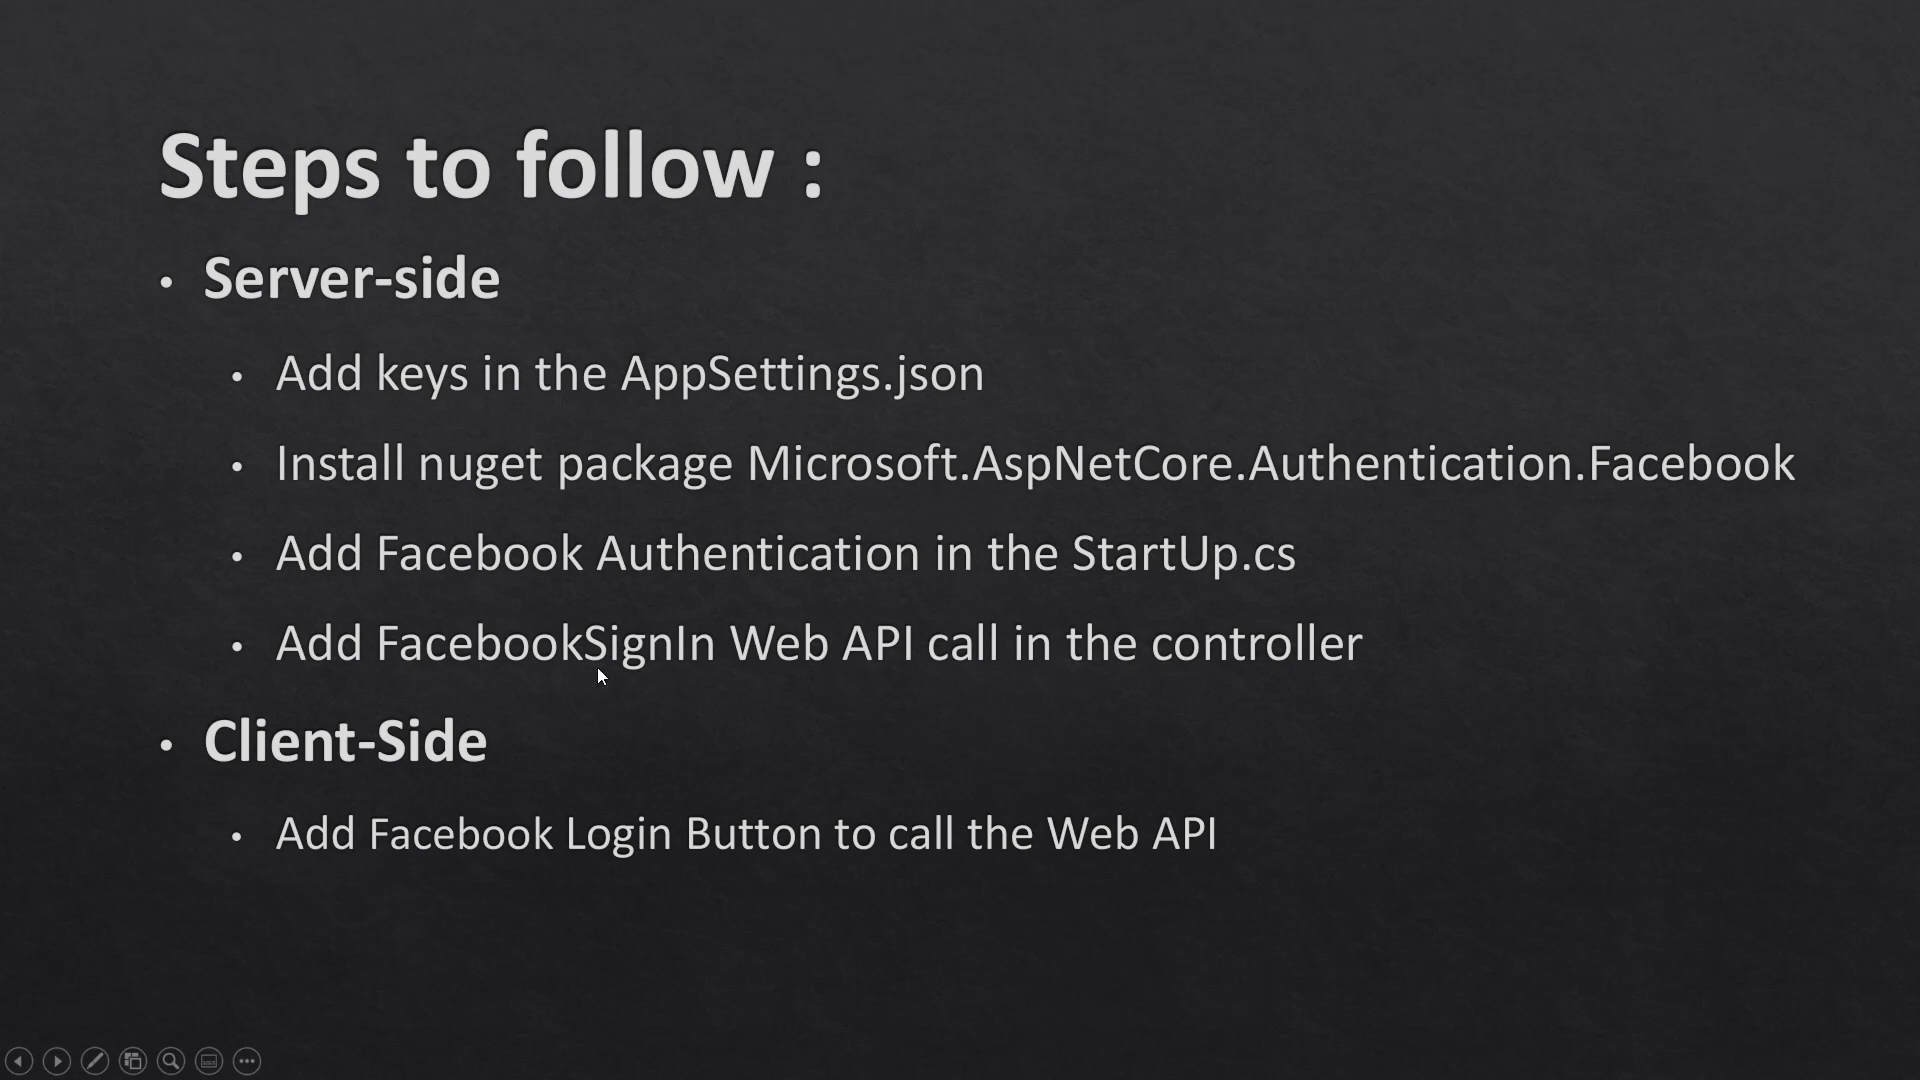 Steps to follow :
• Server-side
• Add keys in the AppSettings.json
• Install nuget package Microsoft.AspNetCore.Authentication.Facebook
• Add Facebook Authentication in the StartUp.cs
• Add FacebookSignIn Web API call in the controller
• Client-Side
• Add Facebook Login Button to call the Web API